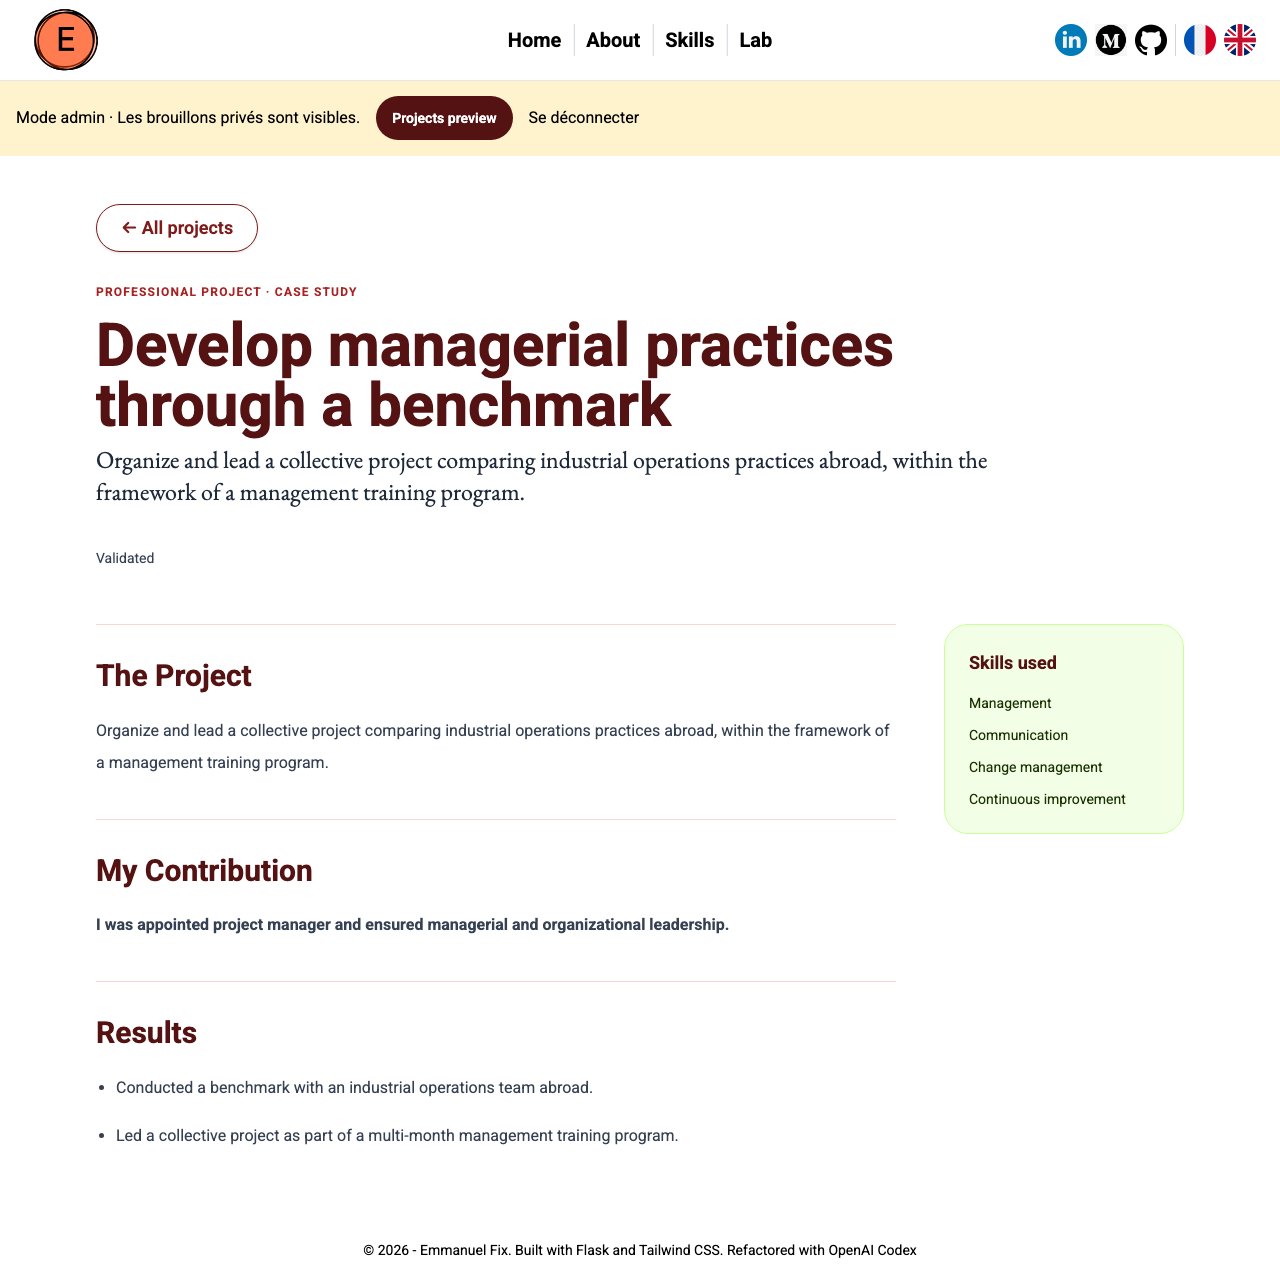 E
Home
About
Skills
Lab
in
M
Mode admin · Les brouillons privés sont visibles.
Projects preview
Se déconnecter
← All projects
PROFESSIONAL PROJECT · CASE STUDY
Develop managerial practices
through a benchmark
Organize and lead a collective project comparing industrial operations practices abroad, within the
framework of a management training program.
Validated
The Project
Organize and lead a collective project comparing industrial operations practices abroad, within the framework of
a management training program.
My Contribution
I was appointed project manager and ensured managerial and organizational leadership.
Results
• Conducted a benchmark with an industrial operations team abroad.
• Led a collective project as part of a multi-month management training program.
Skills used
Management
Communication
Change management
Continuous improvement
© 2026 - Emmanuel Fix. Built with Flask and Tailwind CSS. Refactored with OpenAI Codex